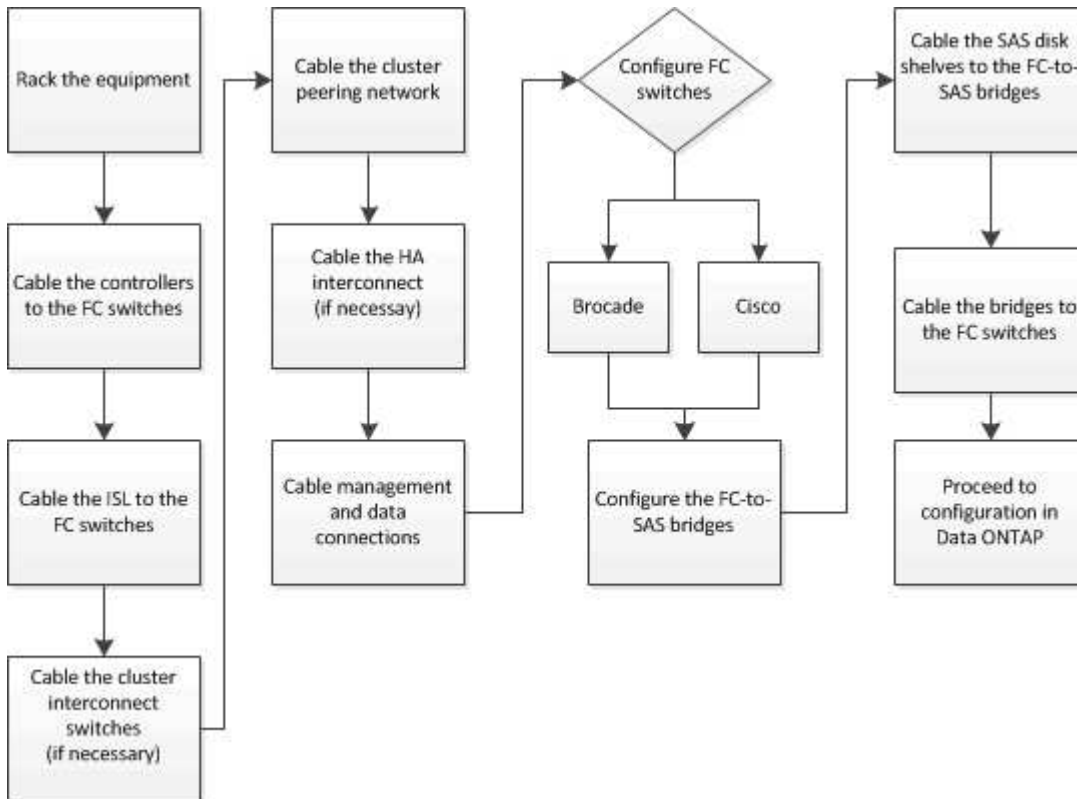 Rack the equipment
Cable the controllers
to the FC switches
Cable the ISL to the
FC switches
Cable the cluster
interconnect
switches
(if necessary)
Cable the cluster
peering network
Cable the HA
interconnect
(if necessay)
Cable management
and data
connections
Configure FC
switches
Brocade
Cisco
Configure the FC-to-
SAS bridges
Cable the SAS disk
shelves to the FC-to-
SAS bridges
Cable the bridges to
the FC switches
Proceed to
configuration in
Data ONTAP